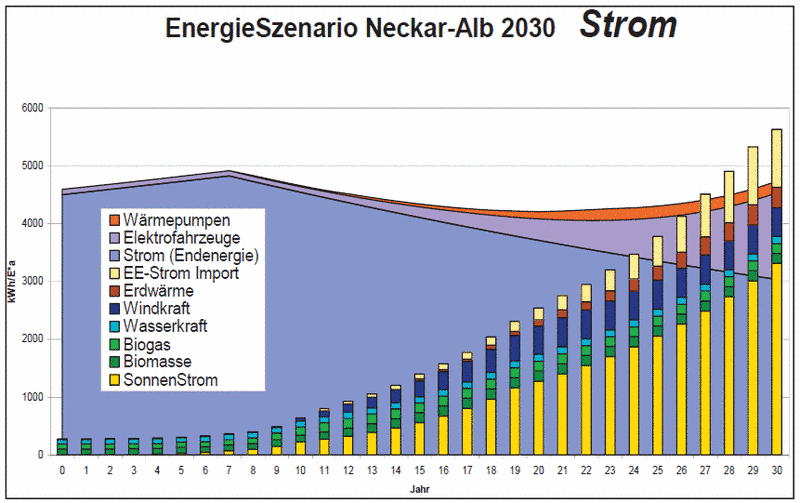 EnergieSzenario Neckar-Alb 2030 Strom
6000
5000
4000
3000
2000
1000
0
kWh/E*a
Wärmepumpen
Elektrofahrzeuge
Strom (Endenergie)
EE-Strom Import
Erdwärme
Windkraft
Wasserkraft
Biogas
Biomasse
SonnenStrom
0 1 2 3 4 5 6 7 8 9 10 11 12 13 14 15 16 17 18 19 20 21 22 23 24 25 26 27 28 29 30
Jahr